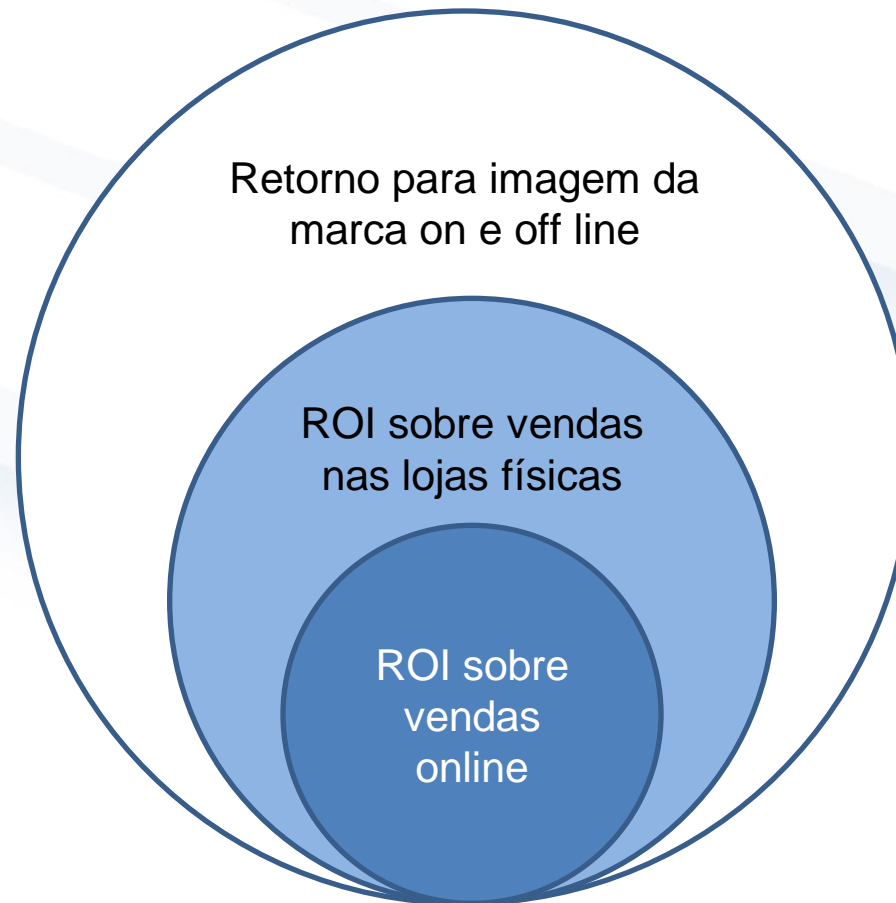 Retorno para imagem da
marca on e off line
ROI sobre vendas
nas lojas físicas
ROI sobre
vendas
online